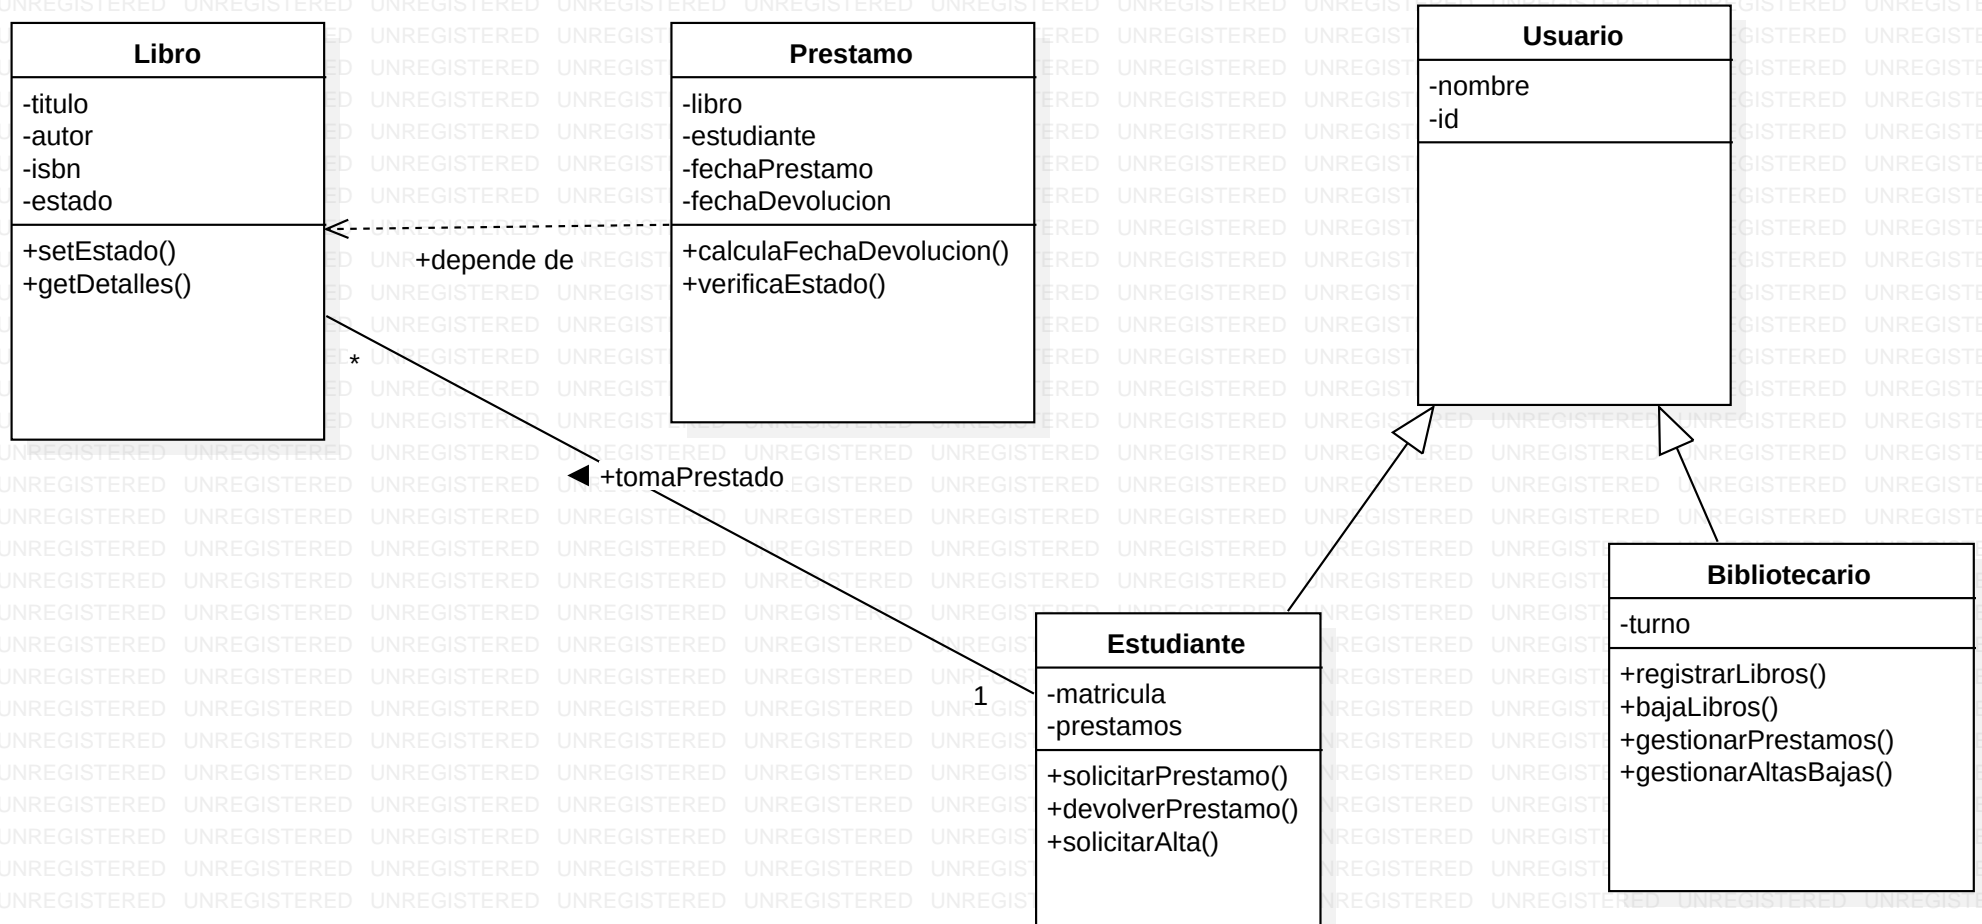 Libro
-titulo
-autor
-isbn
-estado
+setEstado()
+getDetalles()
Prestamo
-libro
-estudiante
-fechaPrestamo
-fechaDevolucion
+calculaFechaDevolucion()
+verificaEstado()
Usuario
-nombre
-id
+depende de
*
+tomaPrestado
1
Estudiante
-matricula
-prestamos
+solicitarPrestamo()
+devolverPrestamo()
+solicitarAlta()
Bibliotecario
-turno
+registrarLibros()
+bajaLibros()
+gestionarPrestamos()
+gestionarAltasBajas()
UNREGISTERED